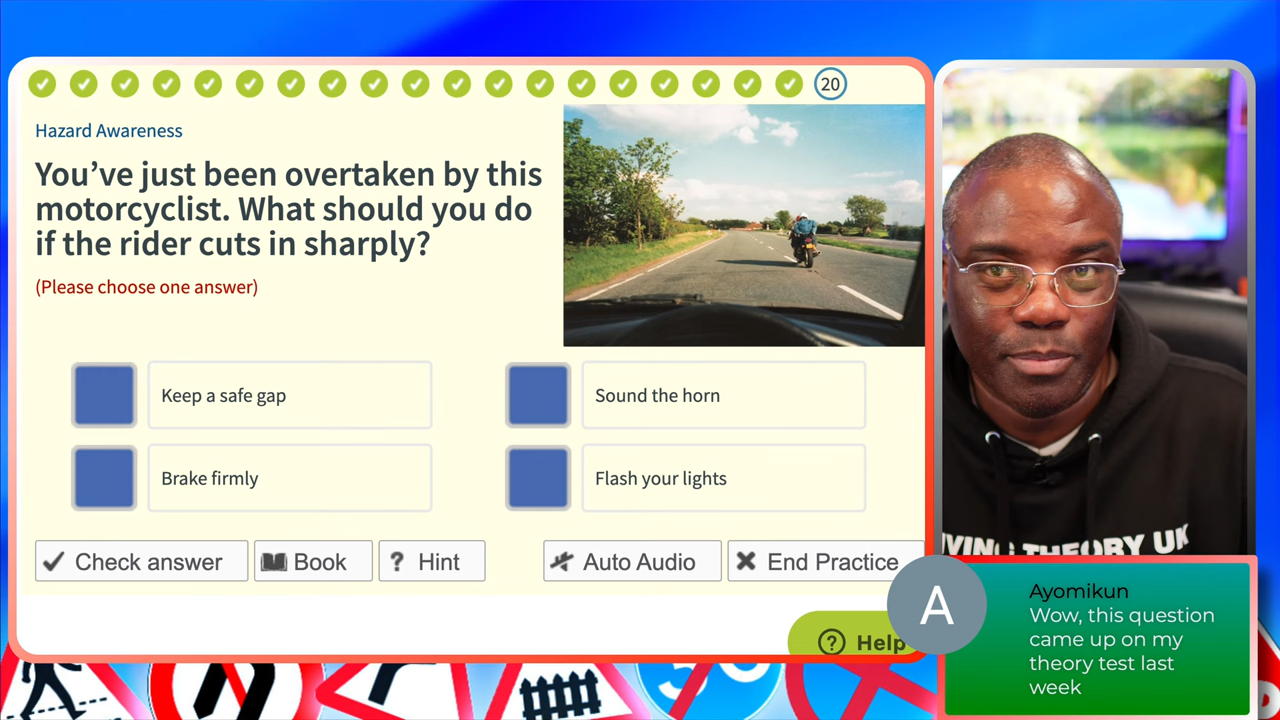 20
Hazard Awareness
You’ve just been overtaken by this
motorcyclist. What should you do
if the rider cuts in sharply?
(Please choose one answer)
Keep a safe gap
Sound the horn
Brake firmly
Flash your lights
Check answer
Book
? Hint
Auto Audio
End Practice
? Help
THEORY UK
A
Ayomikun
Wow, this question
came up on my
theory test last
week